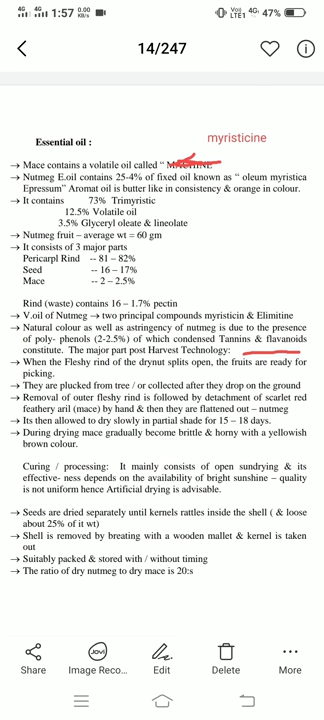 4G 4G 1:57 0.00 KB/s Voil LTE1 4G 47%
14/247
Essential oil :
myristicine
→ Mace contains a volatile oil called “
→ Nutmeg E.oil contains 25-4% of fixed oil known as “ oleum myristica
Epressum” Aromat oil is butter like in consistency & orange in colour.
→ It contains 73% Trimyristic
12.5% Volatile oil
3.5% Glyceryl oleate & lineolate
→ Nutmeg fruit – average wt = 60 gm
→ It consists of 3 major parts
Pericarpl Rind -- 81 – 82%
Seed -- 16 – 17%
Mace -- 2 – 2.5%
Rind (waste) contains 16 – 1.7% pectin
→ V.oil of Nutmeg → two principal compounds myrisicin & Elimitine
→ Natural colour as well as astringency of nutmeg is due to the presence
of poly- phenols (2-2.5%) of which condensed Tannins & flavanoids
constitute. The major part post Harvest Technology:
→ When the Fleshy rind of the drynut splits open, the fruits are ready for
picking.
→ They are plucked from tree / or collected after they drop on the ground
→ Removal of outer fleshy rind is followed by detachment of scarlet red
feathery aril (mace) by hand & then they are flattened out – nutmeg
→ Its then allowed to dry slowly in partial shade for 15 – 18 days.
→ During drying mace gradually become brittle & horny with a yellowish
brown colour.
Curing / processing: It mainly consists of open sundrying & its
effective- ness depends on the availability of bright sunshine – quality
is not uniform hence Artificial drying is advisable.
→ Seeds are dried separately until kernels rattles inside the shell ( & loose
about 25% of it wt)
→ Shell is removed by breating with a wooden mallet & kernel is taken
out
→ Suitably packed & stored with / without timing
→ The ratio of dry nutmeg to dry mace is 20:s
JOVI
Share Image Reco... Edit Delete More